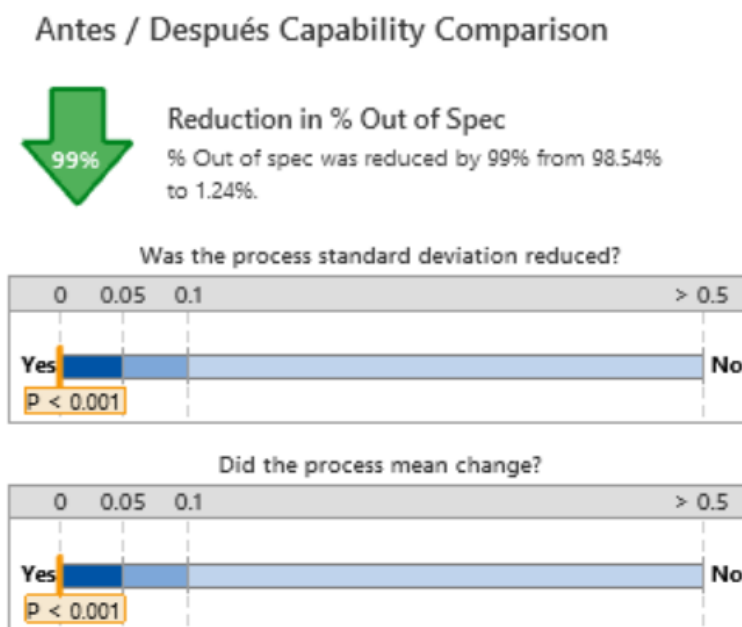 Antes / Después Capability Comparison
99%
Reduction in % Out of Spec
% Out of spec was reduced by 99% from 98.54%
to 1.24%.
Was the process standard deviation reduced?
0 0.05 0.1 > 0.5
Yes No
P < 0.001
Did the process mean change?
0 0.05 0.1 > 0.5
Yes No
P < 0.001